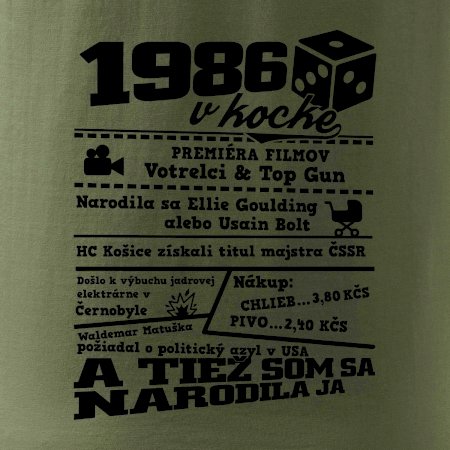 1986
v kocke
PREMIÉRA FILMOV
Votrelci & Top Gun
Narodila sa Ellie Goulding
alebo Usain Bolt
HC Košice získali titul majstra ČSSR
Došlo k výbuchu jadrovej
elektrárne v
Černobyle
Nákup:
CHLIEB...3,80 KČS
PIVO...2,40 KČS
Waldemar Matuška
požiadal o politický azyl v USA
A TIEŽ SOM SA
NARODILA JA